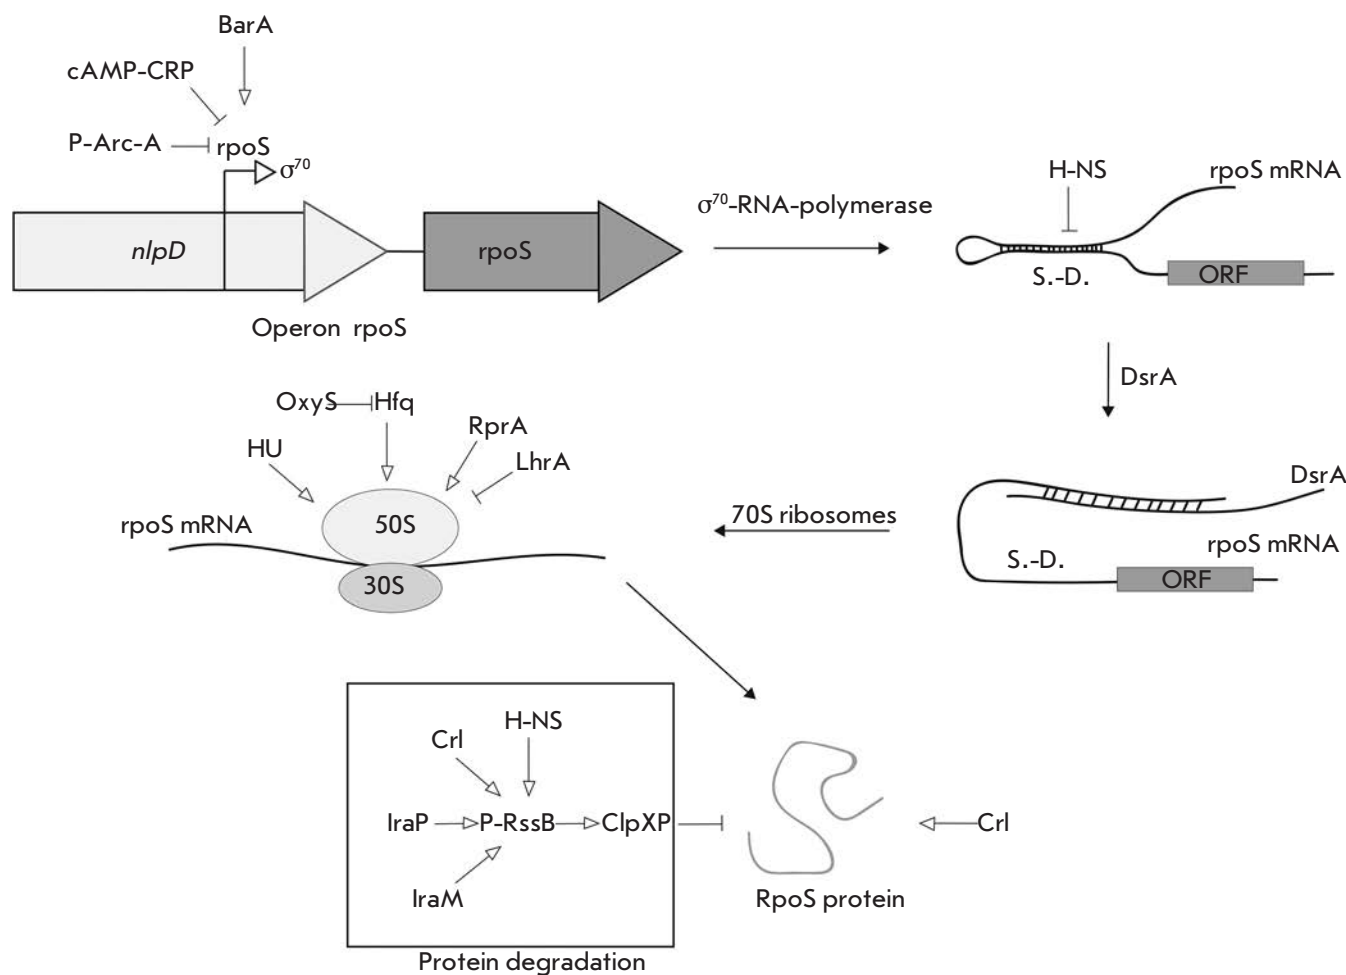 BarA
cAMP-CRP
P-Arc-A
rpoS
σ⁷⁰
nlpD
rpoS
Operon rpoS
σ⁷⁰-RNA-polymerase
H-NS
rpoS mRNA
S.-D.
ORF
DsrA
DsrA
rpoS mRNA
S.-D.
ORF
70S ribosomes
OxyS
Hfq
RprA
HU
LhrA
rpoS mRNA
50S
30S
H-NS
Crl
IraP
P-RssB
ClpXP
IraM
Protein degradation
RpoS protein
Crl